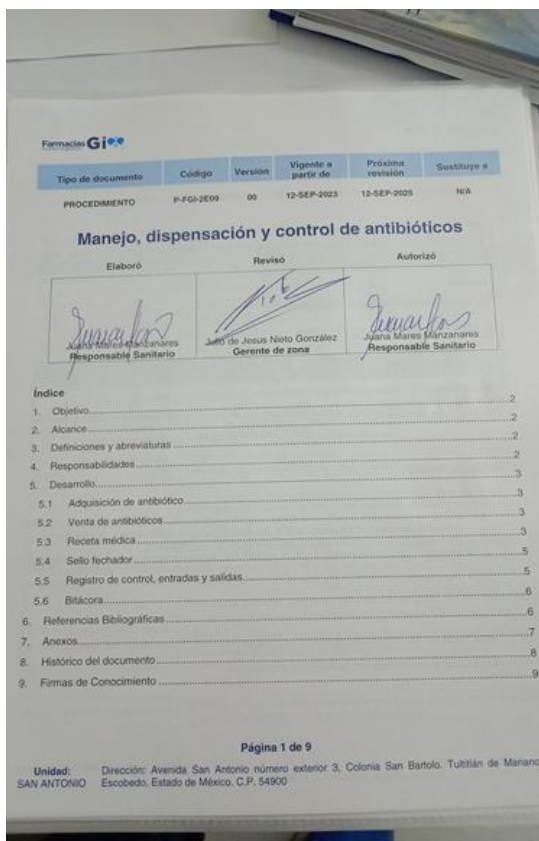 Farmacias Gi
Tipo de documento Código Versión Vigente a partir de Próxima revisión Sustituye a
PROCEDIMIENTO P-FGI-2E09 00 12-SEP-2023 12-SEP-2025 N/A
Manejo, dispensación y control de antibióticos
Elaboró Revisó Autorizó
Juana Mares Manzanares Julio de Jesus Nieto González Juana Mares Manzanares
Responsable Sanitario Gerente de zona Responsable Sanitario
Índice
1. Objetivo 2
2. Alcance 2
3. Definiciones y abreviaturas 2
4. Responsabilidades 2
5. Desarrollo 3
5.1 Adquisición de antibiótico 3
5.2 Venta de antibióticos 3
5.3 Receta médica 3
5.4 Sello fechador 5
5.5 Registro de control, entradas y salidas 5
5.6 Bitácora 6
6. Referencias Bibliográficas 6
7. Anexos 7
8. Histórico del documento 8
9. Firmas de Conocimiento 9
Página 1 de 9
Unidad: Dirección: Avenida San Antonio número exterior 3, Colonia San Bartolo. Tultitlán de Mariano
SAN ANTONIO Escobedo, Estado de México, C.P. 54900